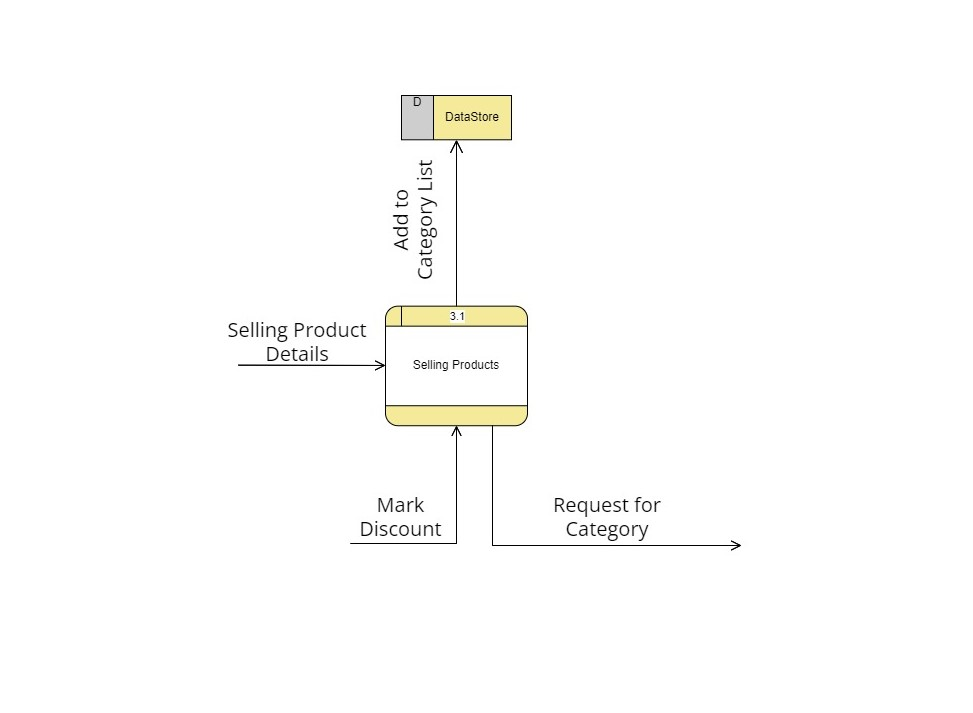 D
DataStore
Add to
Category List
3.1
Selling Product
Details
Selling Products
Mark
Discount
Request for
Category